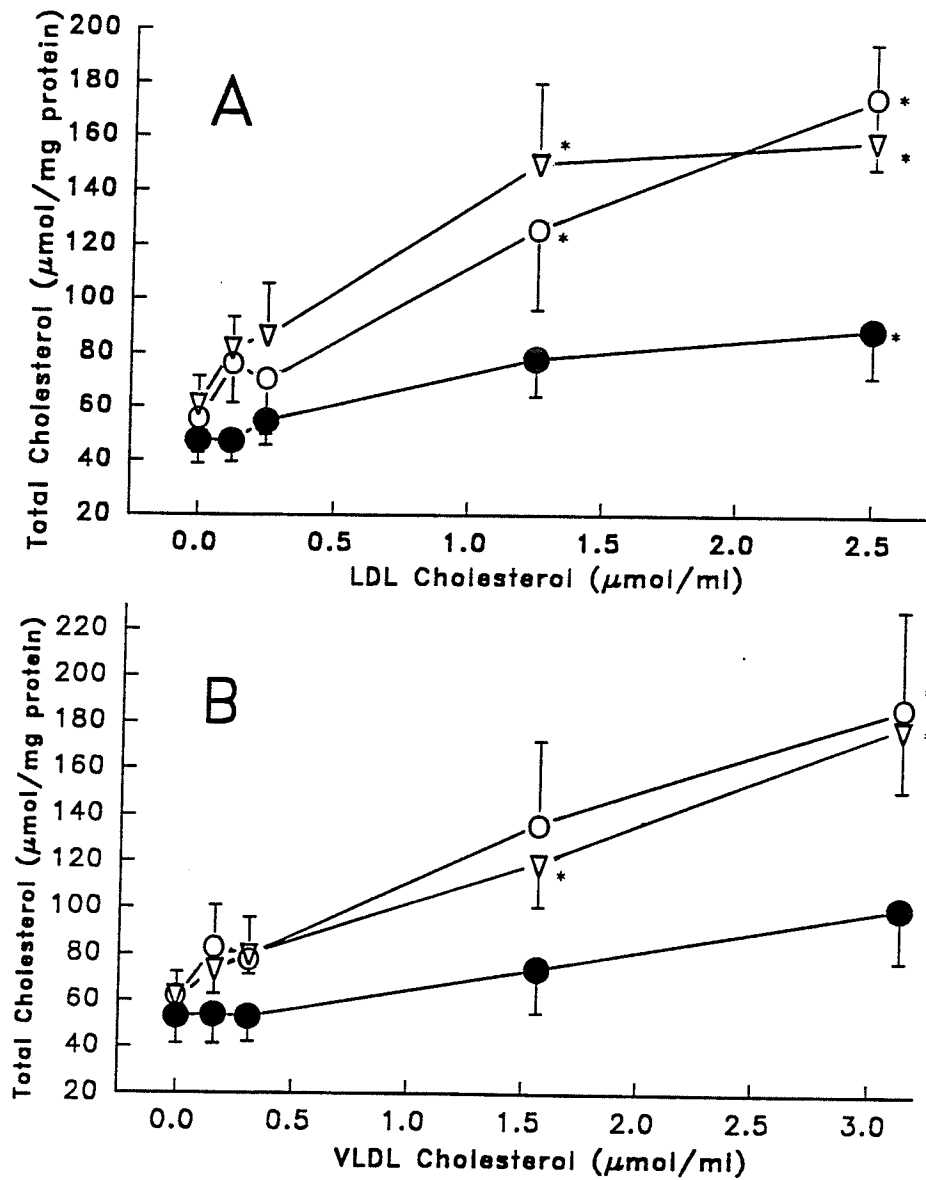 A
Total Cholesterol (μmol/mg protein)
200
180
160
140
120
100
80
60
40
20
* * * * *
0.0 0.5 1.0 1.5 2.0 2.5
LDL Cholesterol (μmol/ml)
B
Total Cholesterol (μmol/mg protein)
220
200
180
160
140
120
100
80
60
40
20
* * *
0.0 0.5 1.0 1.5 2.0 2.5 3.0
VLDL Cholesterol (μmol/ml)